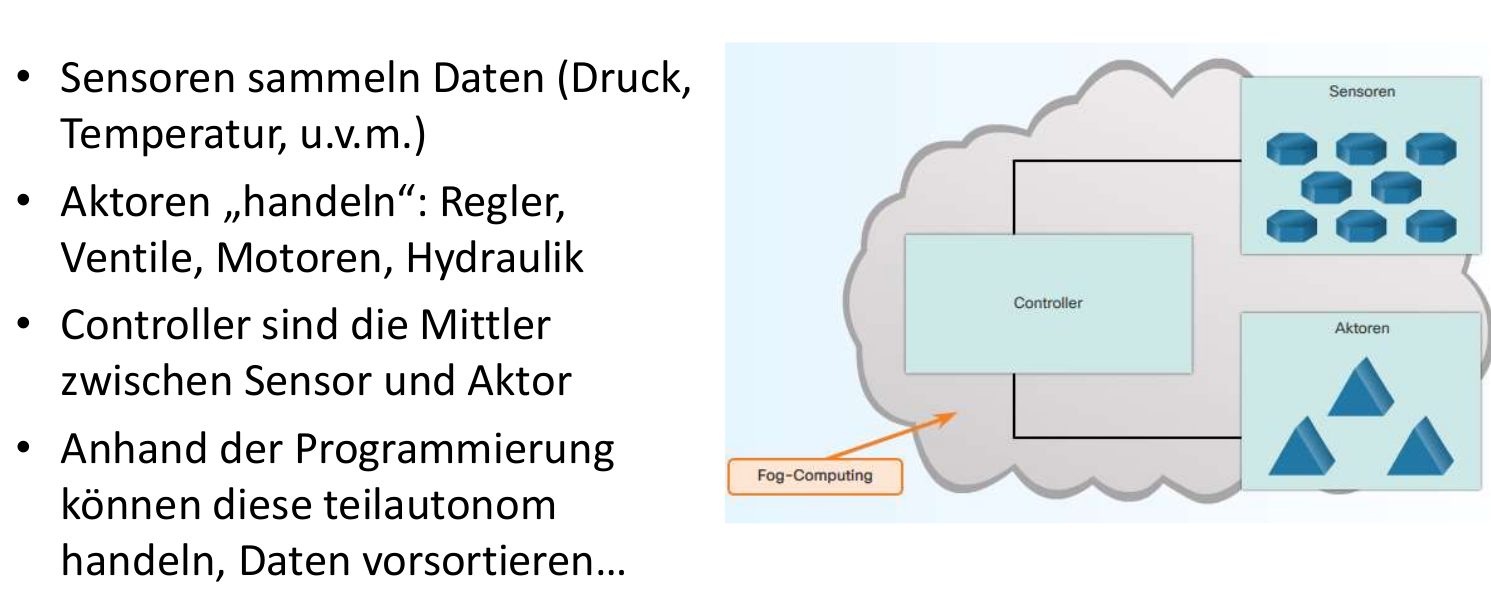 • Sensoren sammeln Daten (Druck,
Temperatur, u.v.m.)
• Aktoren „handeln“: Regler,
Ventile, Motoren, Hydraulik
• Controller sind die Mittler
zwischen Sensor und Aktor
• Anhand der Programmierung
können diese teilautonom
handeln, Daten vorsortieren…
Sensoren
Controller
Aktoren
Fog-Computing